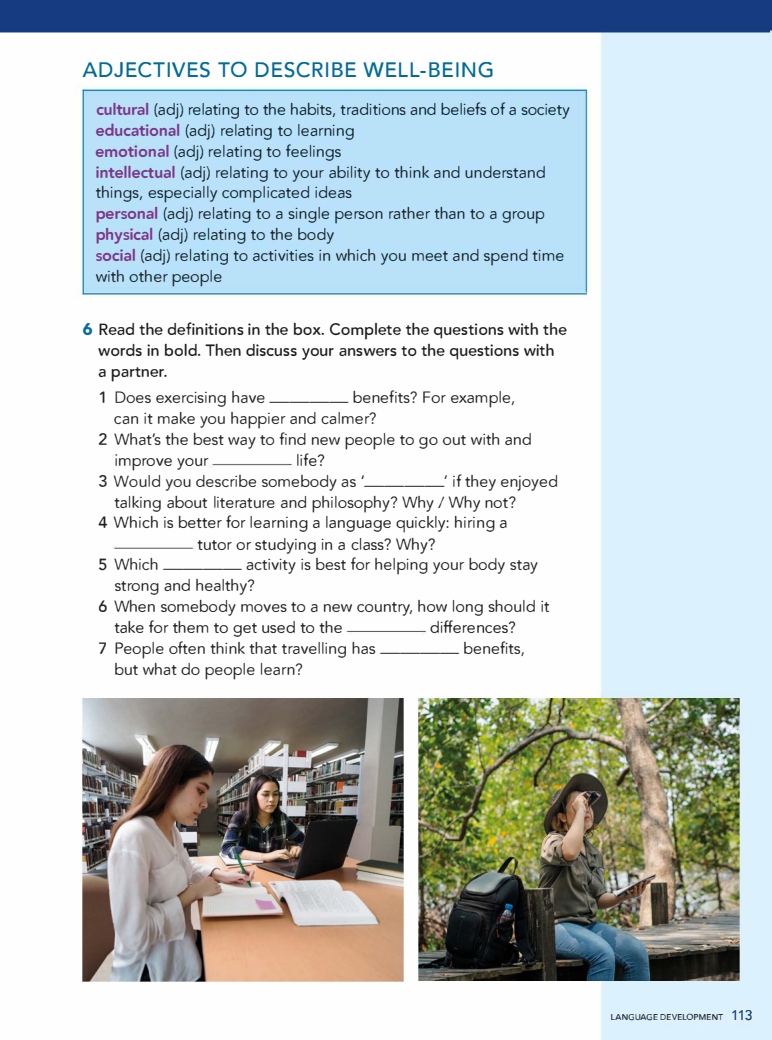 ADJECTIVES TO DESCRIBE WELL-BEING
cultural (adj) relating to the habits, traditions and beliefs of a society
educational (adj) relating to learning
emotional (adj) relating to feelings
intellectual (adj) relating to your ability to think and understand
things, especially complicated ideas
personal (adj) relating to a single person rather than to a group
physical (adj) relating to the body
social (adj) relating to activities in which you meet and spend time
with other people
6 Read the definitions in the box. Complete the questions with the
words in bold. Then discuss your answers to the questions with
a partner.
1 Does exercising have _________ benefits? For example,
can it make you happier and calmer?
2 What's the best way to find new people to go out with and
improve your _________ life?
3 Would you describe somebody as '_________' if they enjoyed
talking about literature and philosophy? Why / Why not?
4 Which is better for learning a language quickly: hiring a
_________ tutor or studying in a class? Why?
5 Which _________ activity is best for helping your body stay
strong and healthy?
6 When somebody moves to a new country, how long should it
take for them to get used to the _________ differences?
7 People often think that travelling has _________ benefits,
but what do people learn?
LANGUAGE DEVELOPMENT 113